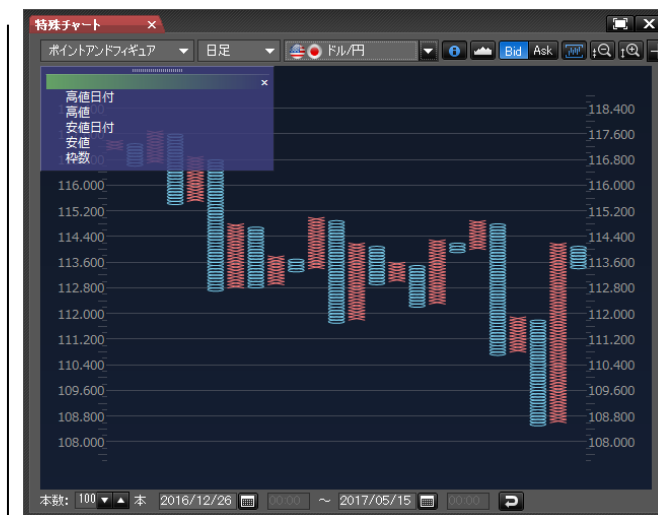 特殊チャート ×
ポイントアンドフィギュア 日足 ドル/円 Bid Ask
高値日付
高値
安値日付
安値
枠数
118.400
117.600
116.800
116.000 116.000
115.200 115.200
114.400 114.400
113.600 113.600
112.800 112.800
112.000 112.000
111.200 111.200
110.400 110.400
109.600 109.600
108.800 108.800
108.000 108.000
本数: 100 本 2016/12/26 00:00 ～ 2017/05/15 00:00